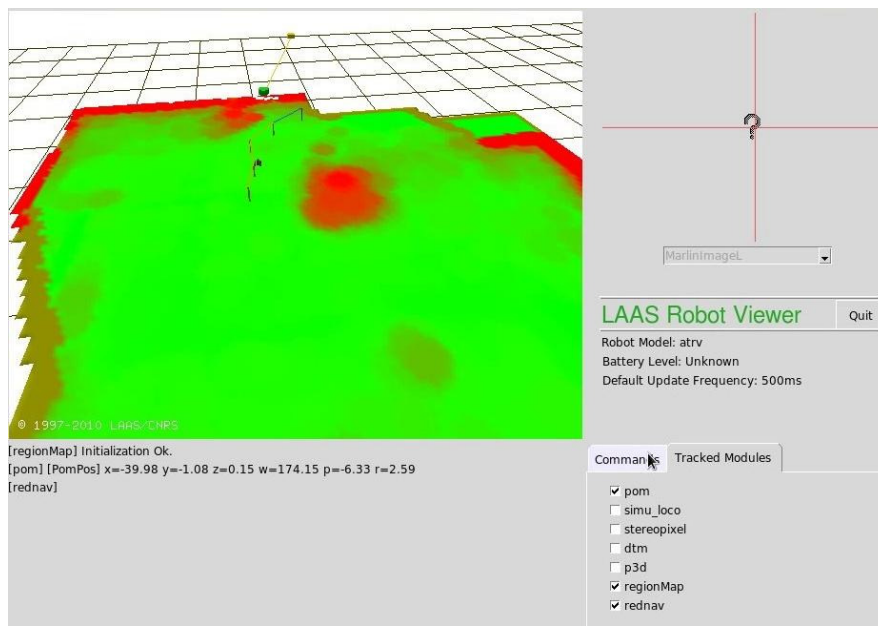 © 1997-2010 LAAS/CNRS
[regionMap] Initialization Ok.
[pom] [PomPos] x=-39.98 y=-1.08 z=0.15 w=174.15 p=-6.33 r=2.59
[rednav]
MarlinImageL
LAAS Robot Viewer
Quit
Robot Model: atrv
Battery Level: Unknown
Default Update Frequency: 500ms
Commands
Tracked Modules
pom
simu_loco
stereopixel
dtm
p3d
regionMap
rednav